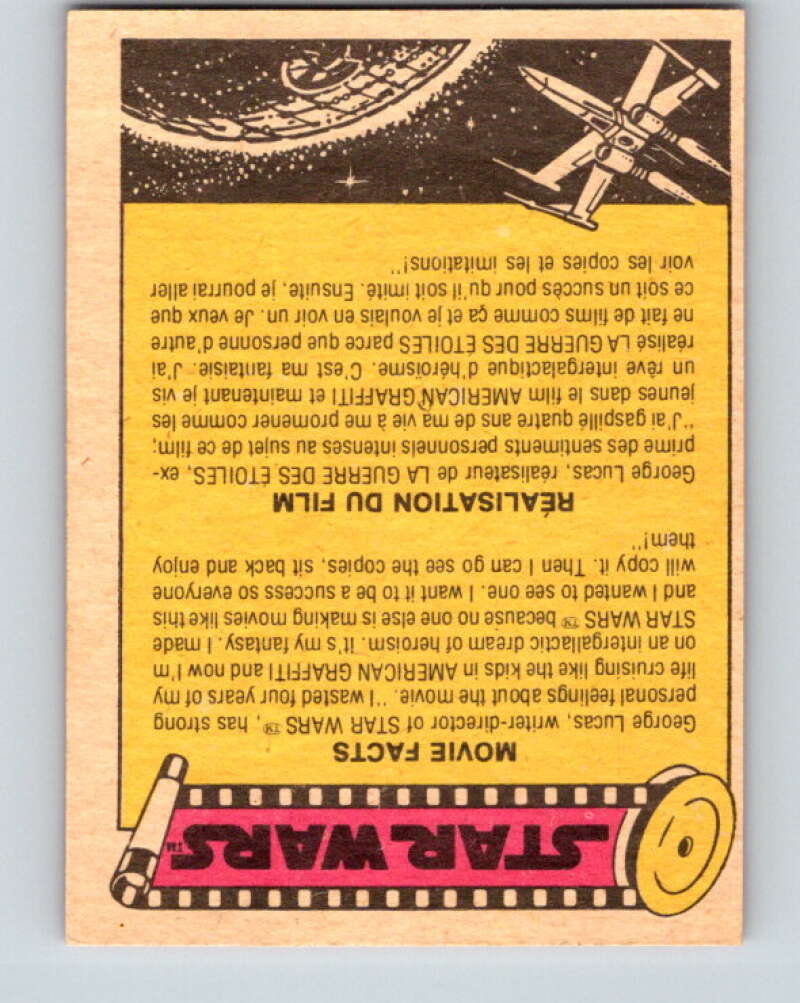 STAR WARS™
MOVIE FACTS
George Lucas, writer-director of STAR WARS ™, has strong
personal feelings about the movie. "I wasted four years of my
life cruising like the kids in AMERICAN GRAFFITI and now I'm
on an intergallactic dream of heroism. It's my fantasy. I made
STAR WARS ™ because no one else is making movies like this
and I wanted to see one. I want it to be a success so everyone
will copy it. Then I can go see the copies, sit back and enjoy
them!"
RÉALISATION DU FILM
George Lucas, réalisateur de LA GUERRE DES ÉTOILES, ex-
prime des sentiments personnels intenses au sujet de ce film;
"J'ai gaspillé quatre ans de ma vie à me promener comme les
jeunes dans le film AMERICAN GRAFFITI et maintenant je vis
un rêve intergalactique d'héroïsme. C'est ma fantaisie. J'ai
réalisé LA GUERRE DES ÉTOILES parce que personne d'autre
ne fait de films comme ça et je voulais en voir un. Je veux que
ce soit un succès pour qu'il soit imité. Ensuite, je pourrai aller
voir les copies et les imitations!"